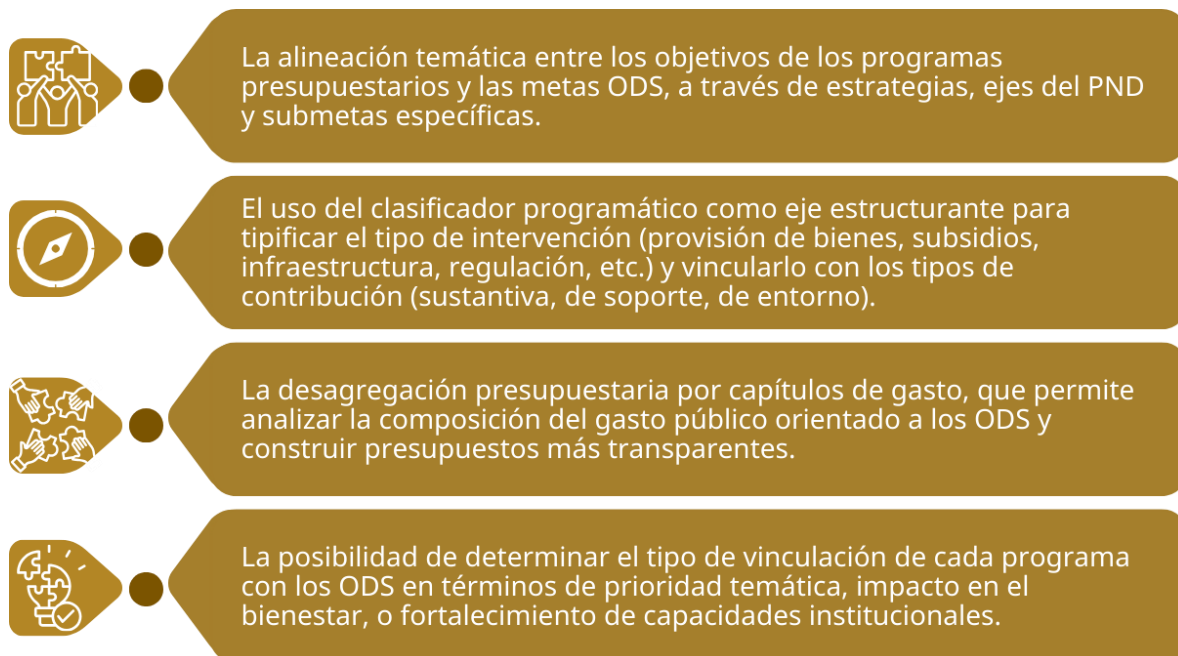 La alineación temática entre los objetivos de los programas
presupuestarios y las metas ODS, a través de estrategias, ejes del PND
y submetas específicas.
El uso del clasificador programático como eje estructurante para
tipificar el tipo de intervención (provisión de bienes, subsidios,
infraestructura, regulación, etc.) y vincularlo con los tipos de
contribución (sustantiva, de soporte, de entorno).
La desagregación presupuestaria por capítulos de gasto, que permite
analizar la composición del gasto público orientado a los ODS y
construir presupuestos más transparentes.
La posibilidad de determinar el tipo de vinculación de cada programa
con los ODS en términos de prioridad temática, impacto en el
bienestar, o fortalecimiento de capacidades institucionales.